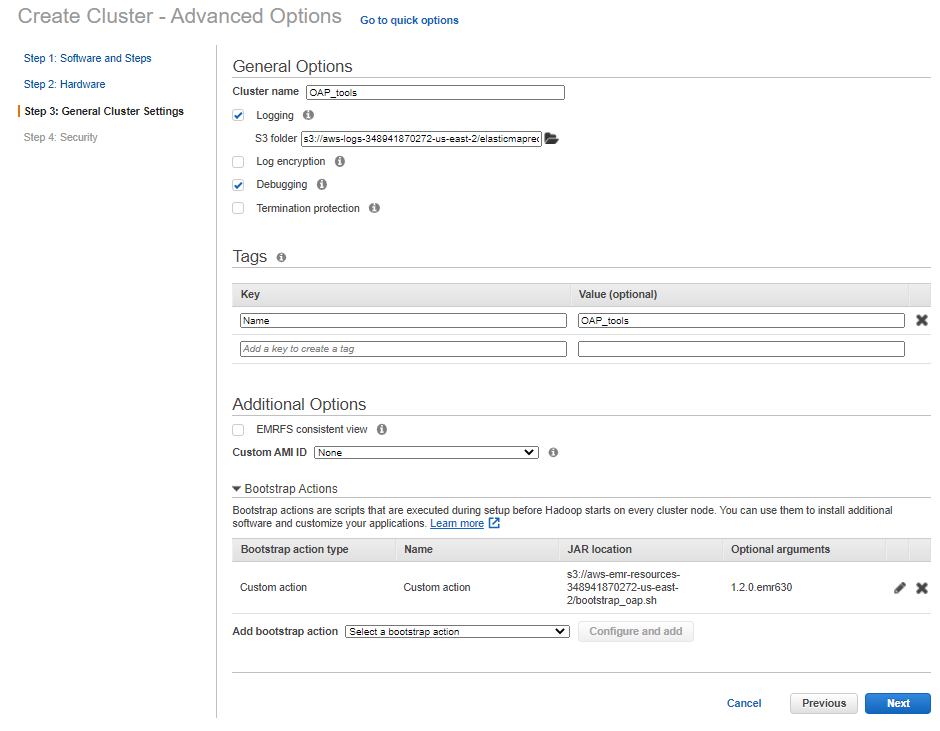 Create Cluster - Advanced Options Go to quick options
Step 1: Software and Steps
Step 2: Hardware
Step 3: General Cluster Settings
Step 4: Security
General Options
Cluster name OAP_tools
Logging
S3 folder s3://aws-logs-348941870272-us-east-2/elasticmapred
Log encryption
Debugging
Termination protection
Tags
Key Value (optional)
Name OAP_tools
Add a key to create a tag
Additional Options
EMRFS consistent view
Custom AMI ID None
Bootstrap Actions
Bootstrap actions are scripts that are executed during setup before Hadoop starts on every cluster node. You can use them to install additional
software and customize your applications. Learn more
Bootstrap action type Name JAR location Optional arguments
Custom action Custom action s3://aws-emr-resources-
348941870272-us-east-
2/bootstrap_oap.sh 1.2.0.emr630
Add bootstrap action Select a bootstrap action Configure and add
Cancel Previous Next